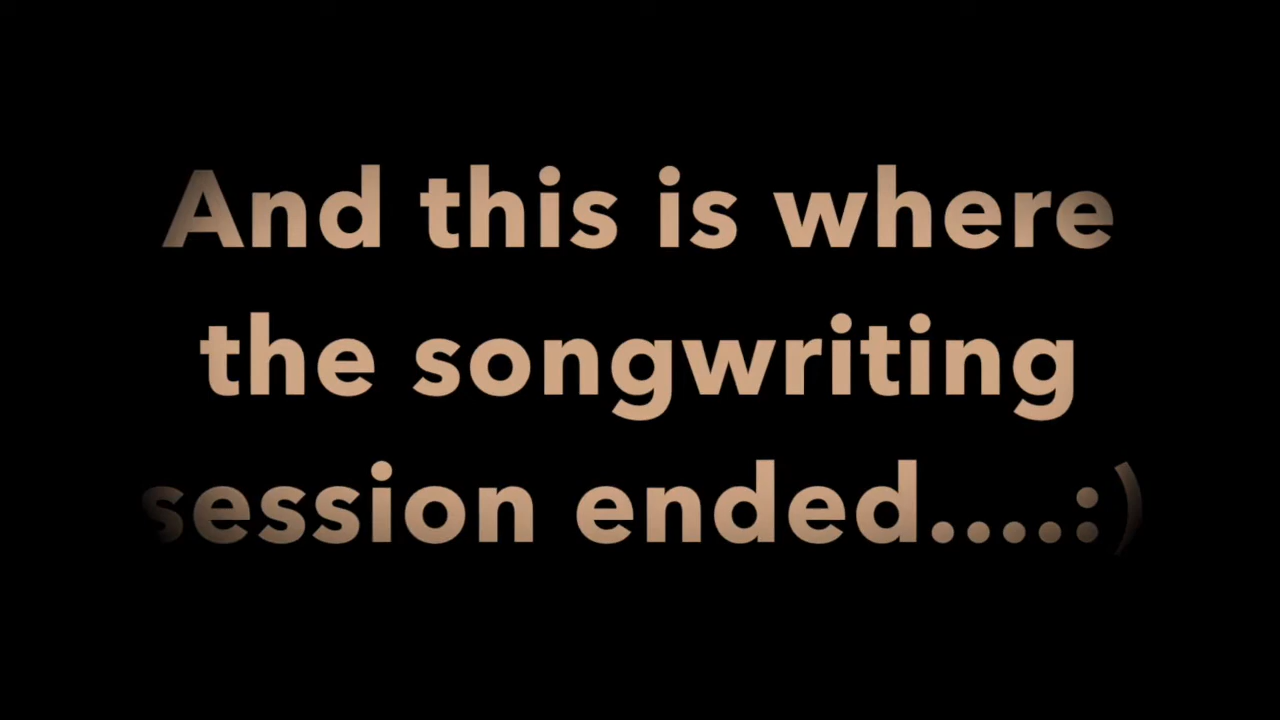 And this is where
the songwriting
session ended....:)